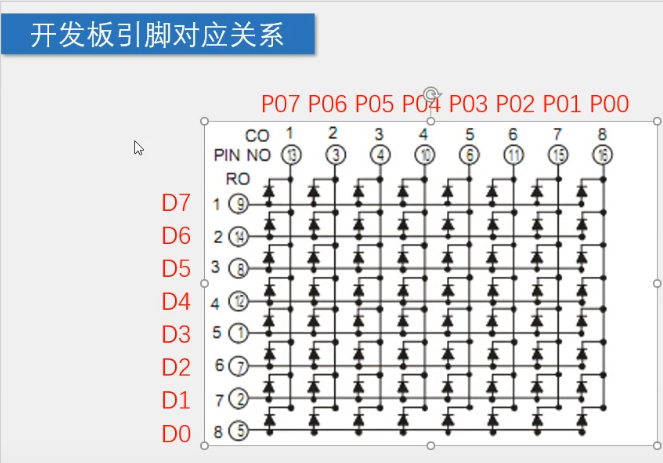 开发板引脚对应关系
P07 P06 P05 P04 P03 P02 P01 P00
CO 1 2 3 4 5 6 7 8
PIN NO 13 3 4 10 6 11 15 16
RO
D7 1 9
D6 2 14
D5 3 8
D4 4 12
D3 5 1
D2 6 7
D1 7 2
D0 8 5